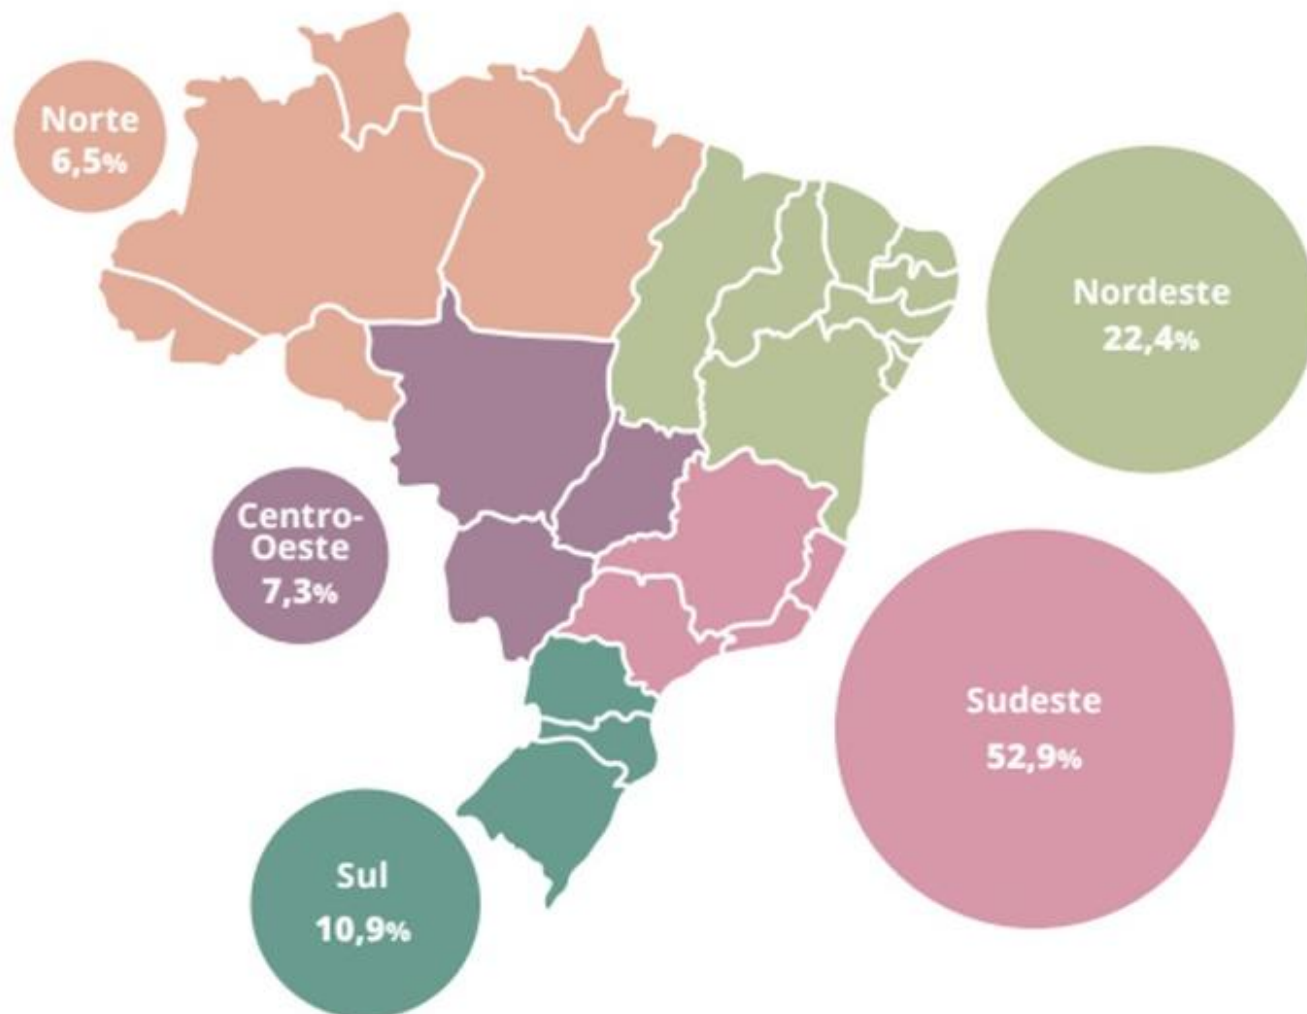 Norte
6,5%
Nordeste
22,4%
Centro-
Oeste
7,3%
Sudeste
52,9%
Sul
10,9%